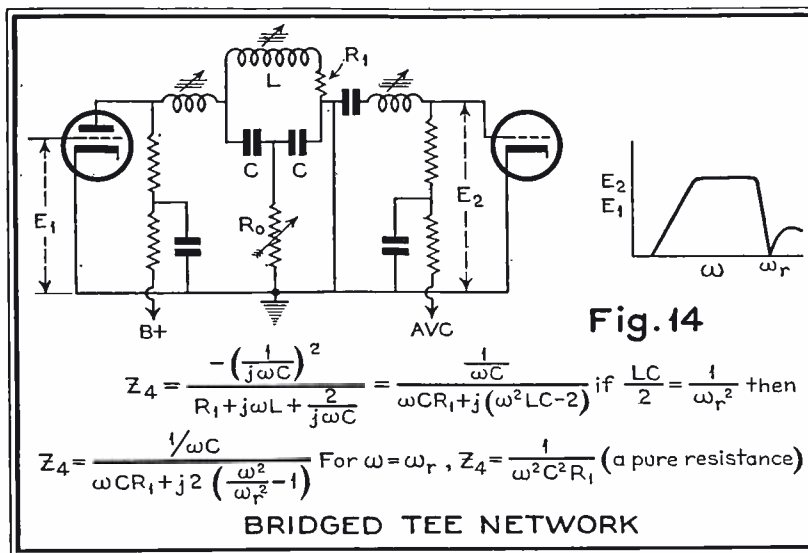 L
R₁
C C
E₁
R₀
E₂
B+
AVC
E₂
E₁
ω
ωᵣ
Fig. 14
Z₄ = -(1/jωC)² / (R₁ + jωL + 2/jωC) = (1/ωC) / (ωCR₁ + j(ω²LC-2)) if LC/2 = 1/ωᵣ² then
Z₄ = (1/ωC) / (ωCR₁ + j2 (ω²/ωᵣ² - 1)) For ω = ωᵣ, Z₄ = 1/(ω²C²R₁) (a pure resistance)
BRIDGED TEE NETWORK